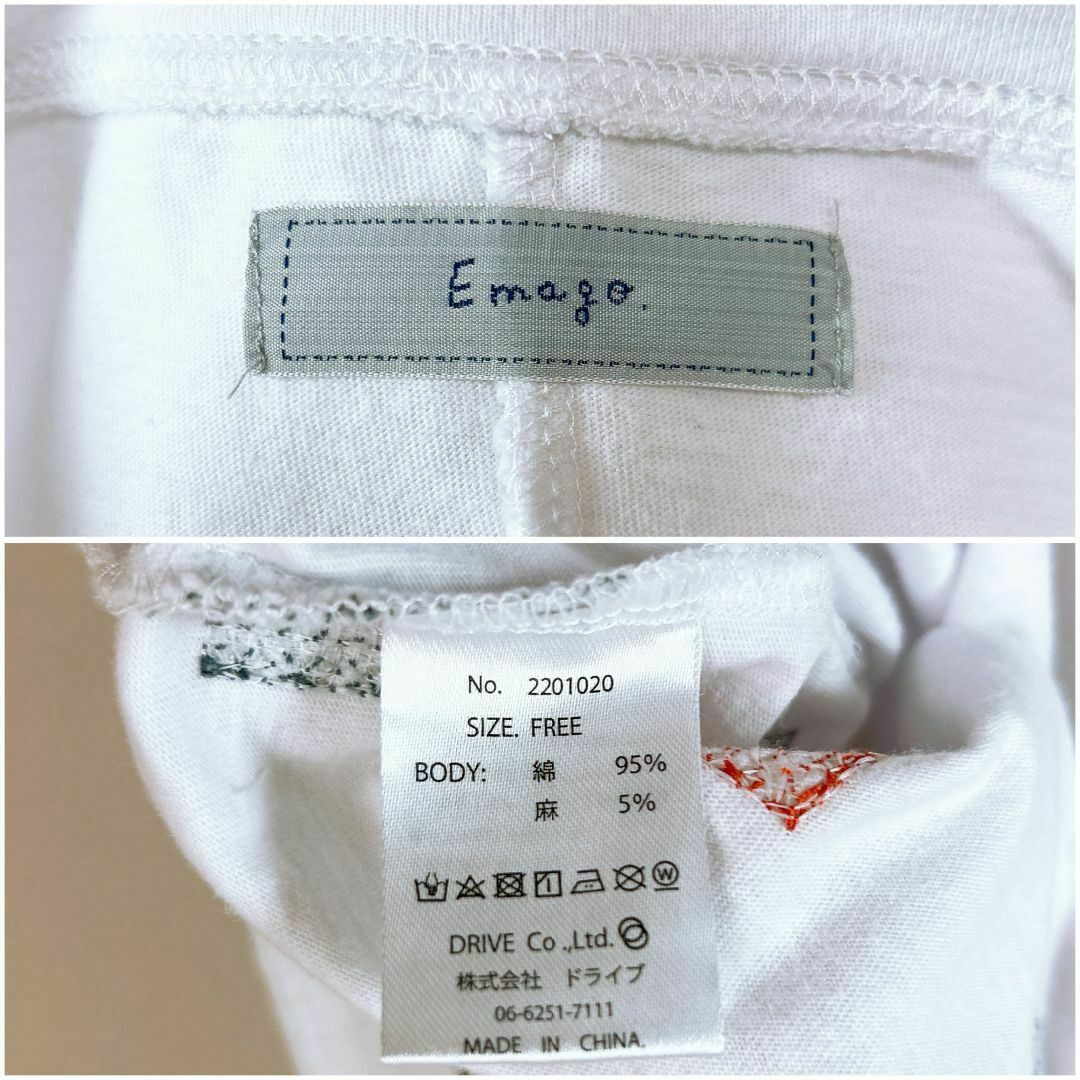 Emago.
No. 2201020
SIZE. FREE
BODY: 綿 95%
麻 5%
W
DRIVE Co .,Ltd.
株式会社 ドライブ
06-6251-7111
MADE IN CHINA.